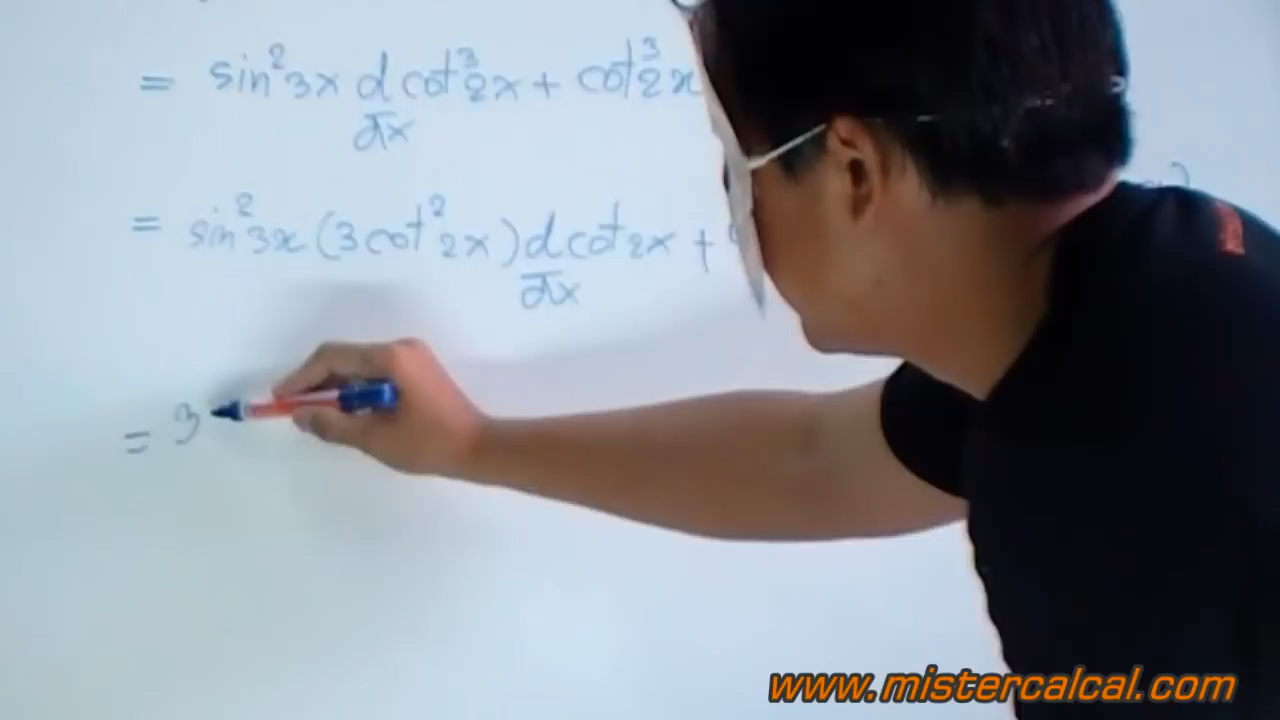 = sin²3x d/dx cot³2x + cot³2x
= sin²3x (3cot²2x) d/dx cot2x +
= 3
www.mistercalcal.com